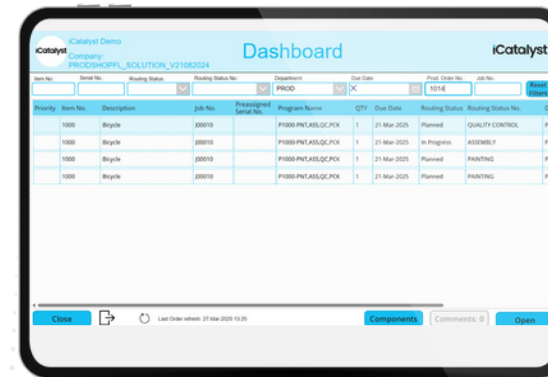 iCatalyst
iCatalyst Demo
Company:
PRODSHOPFL_SOLUTION_V21082024
Dashboard
iCatalyst
Item No. Serial No. Routing Status Routing Status No. Department Due Date Prod. Order No. Job No.
PROD 1014 Reset Filters
Priority Item No. Description Job No. Preassigned Serial No. Program Name QTY Due Date Routing Status Routing Status No.
1000 Bicycle J00010 P1000-PNT,ASS,QC,PCK 1 21-Mar-2025 Planned QUALITY CONTROL
1000 Bicycle J00010 P1000-PNT,ASS,QC,PCK 1 21-Mar-2025 In Progress ASSEMBLY
1000 Bicycle J00010 P1000-PNT,ASS,QC,PCK 1 21-Mar-2025 Planned PAINTING
1000 Bicycle J00010 P1000-PNT,ASS,QC,PCK 1 21-Mar-2025 Planned PAINTING
Close Last Order refresh: 27-Mar-2025 13:25 Components Comments: 0 Open